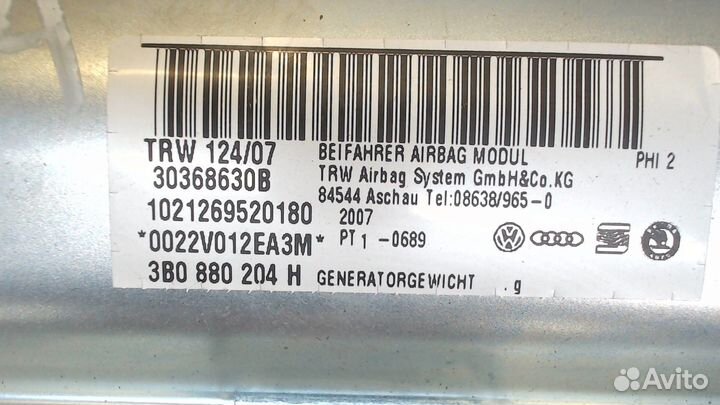 TRW 124/07 BEIFAHRER AIRBAG MODUL PHI 2
30368630B TRW Airbag System GmbH&Co.KG
84544 Aschau Tel:08638/965-0
1021269520180 2007
*0022V012EA3M* PT1-0689
3B0 880 204 H GENERATORGEWICHT .g
Avito